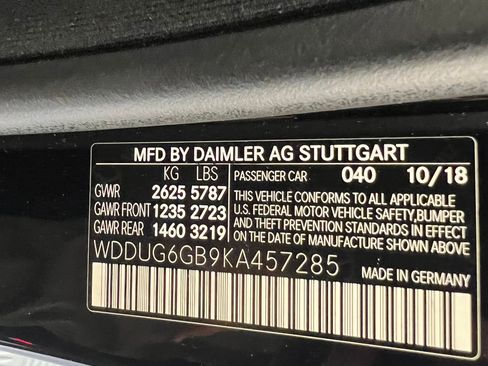 MFD BY DAIMLER AG STUTTGART
KG LBS PASSENGER CAR 040 10/18
GVWR 2625 5787 THIS VEHICLE CONFORMS TO ALL APPLICABLE
GAWR FRONT 1235 2723 U.S. FEDERAL MOTOR VEHICLE SAFETY,BUMPER,
GAWR REAR 1460 3219 AND THEFT PREVENTION STANDARDS IN EFFECT
ON THE DATE OF MANUFACTURE SHOWN ABOVE.
WDDUG6GB9KA457285 MADE IN GERMANY